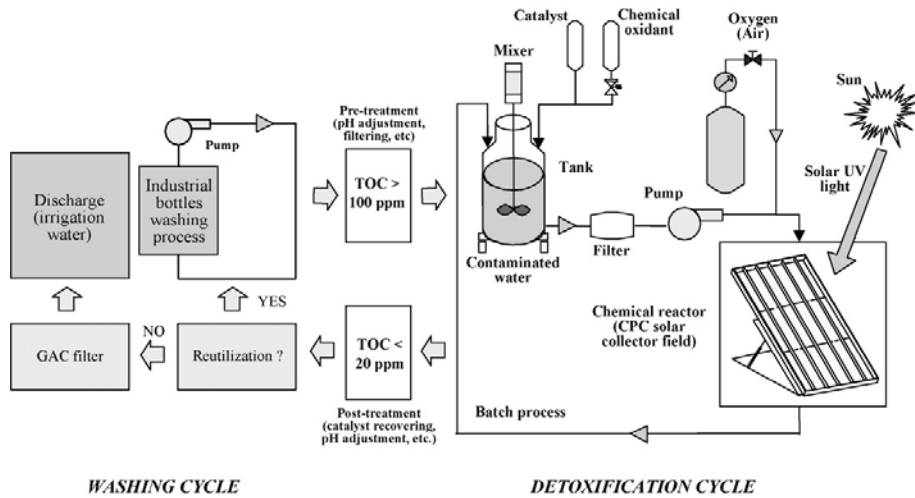 Catalyst
Chemical
oxidant
Oxygen
(Air)
Mixer
Sun
Pre-treatment
(pH adjustment,
filtering, etc)
Pump
Tank
Solar UV
light
Discharge
(irrigation
water)
Industrial
bottles
washing
process
TOC >
100 ppm
Pump
Filter
Contaminated
water
YES
NO
Chemical reactor
(CPC solar
collector field)
GAC filter
Reutilization ?
TOC <
20 ppm
Post-treatment
(catalyst recovering,
pH adjustment, etc.)
Batch process
WASHING CYCLE
DETOXIFICATION CYCLE